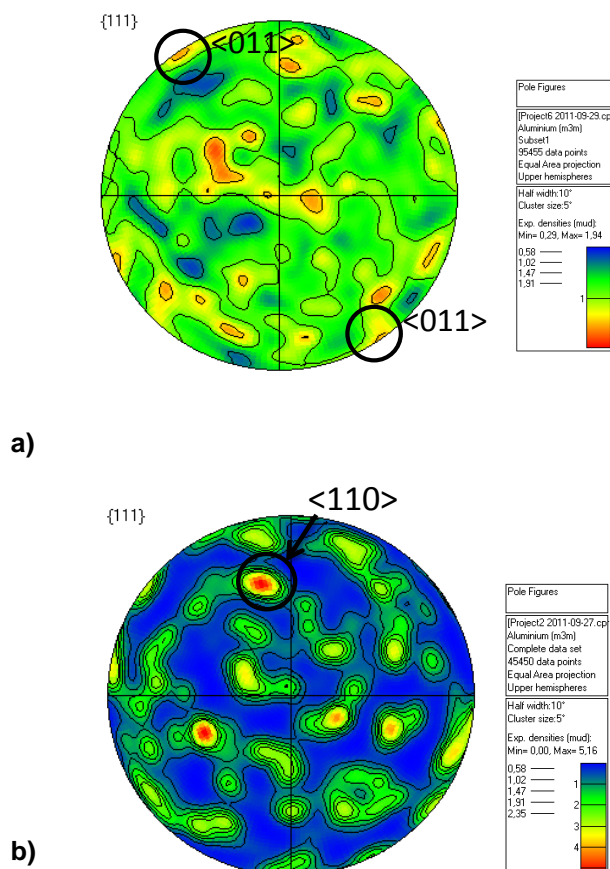 {111}
<011>
<011>
Pole Figures
[Project6 2011-09-29.cp
Aluminium (m3m)
Subset1
95455 data points
Equal Area projection
Upper hemispheres
Half width:10°
Cluster size:5°
Exp. densities (mud):
Min= 0,29, Max= 1,94
0,58
1,02
1,47
1,91
1
a)
{111}
<110>
Pole Figures
[Project2 2011-09-27.cpr
Aluminium (m3m)
Complete data set
45450 data points
Equal Area projection
Upper hemispheres
Half width:10°
Cluster size:5°
Exp. densities (mud):
Min= 0,00, Max= 5,16
0,58
1,02
1,47
1,91
2,35
1
2
3
4
b)